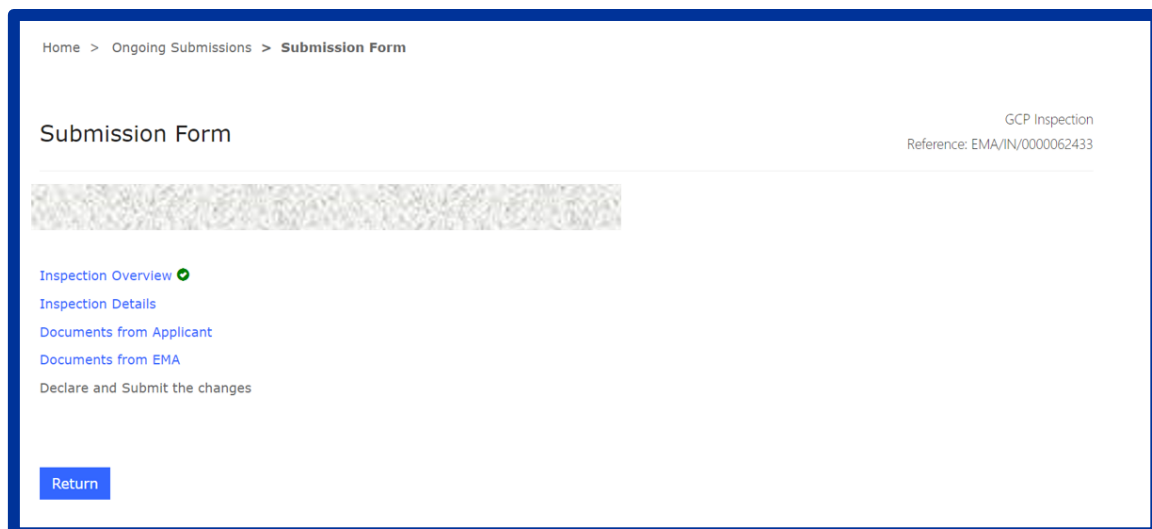 Home > Ongoing Submissions > Submission Form
Submission Form
GCP Inspection
Reference: EMA/IN/0000062433
Inspection Overview
Inspection Details
Documents from Applicant
Documents from EMA
Declare and Submit the changes
Return